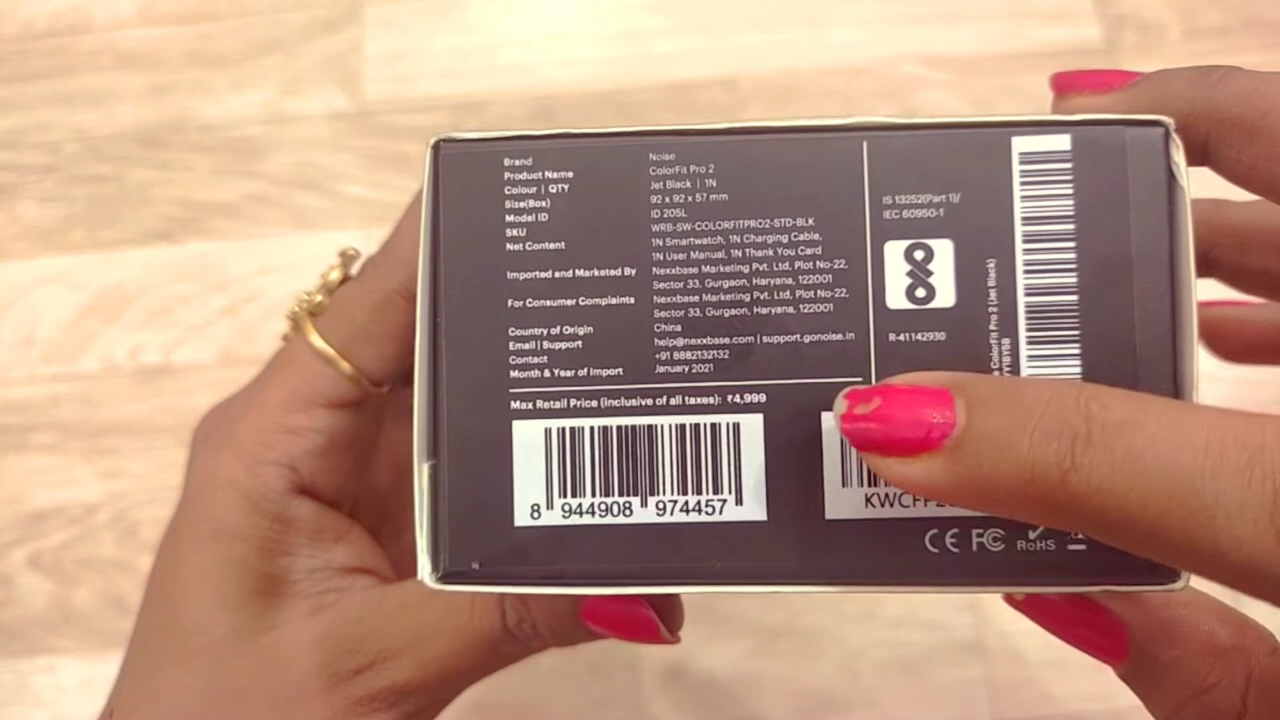 Brand Noise
Product Name ColorFit Pro 2
Colour | QTY Jet Black | 1N
Size(Box) 92 x 92 x 57 mm
Model ID ID 205L
SKU WRB-SW-COLORFITPRO2-STD-BLK
Net Content 1N Smartwatch, 1N Charging Cable,
1N User Manual, 1N Thank You Card
Imported and Marketed By Nexxbase Marketing Pvt. Ltd, Plot No-22,
Sector 33, Gurgaon, Haryana, 122001
For Consumer Complaints Nexxbase Marketing Pvt. Ltd, Plot No-22,
Sector 33, Gurgaon, Haryana, 122001
Country of Origin China
Email | Support help@nexxbase.com | support.gonoise.in
Contact +91 8882132132
Month & Year of Import January 2021
Max Retail Price (inclusive of all taxes): ₹4,999
8 944908 974457
IS 13252(Part 1)/
IEC 60950-1
R-41142930
ColorFit Pro 2 (Jet Black)
CE FC RoHS